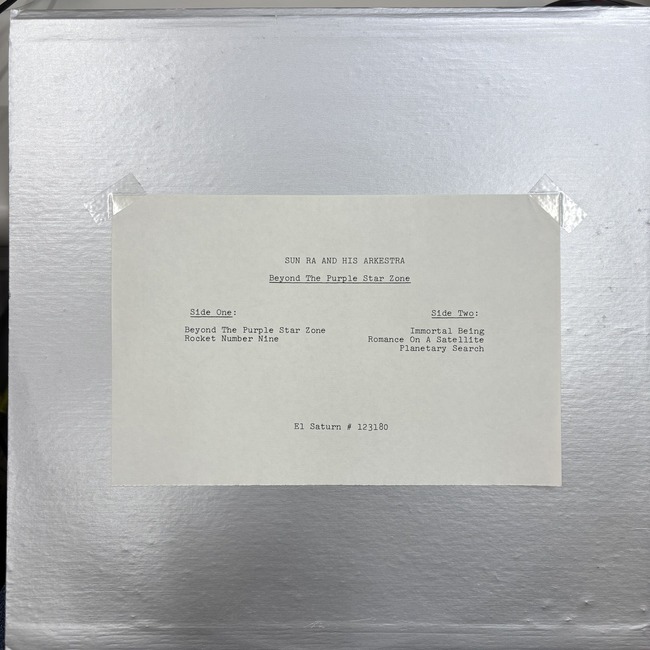 SUN RA AND HIS ARKESTRA
Beyond The Purple Star Zone
Side One:
Beyond The Purple Star Zone
Rocket Number Nine
Side Two:
Immortal Being
Romance On A Satellite
Planetary Search
El Saturn # 123180